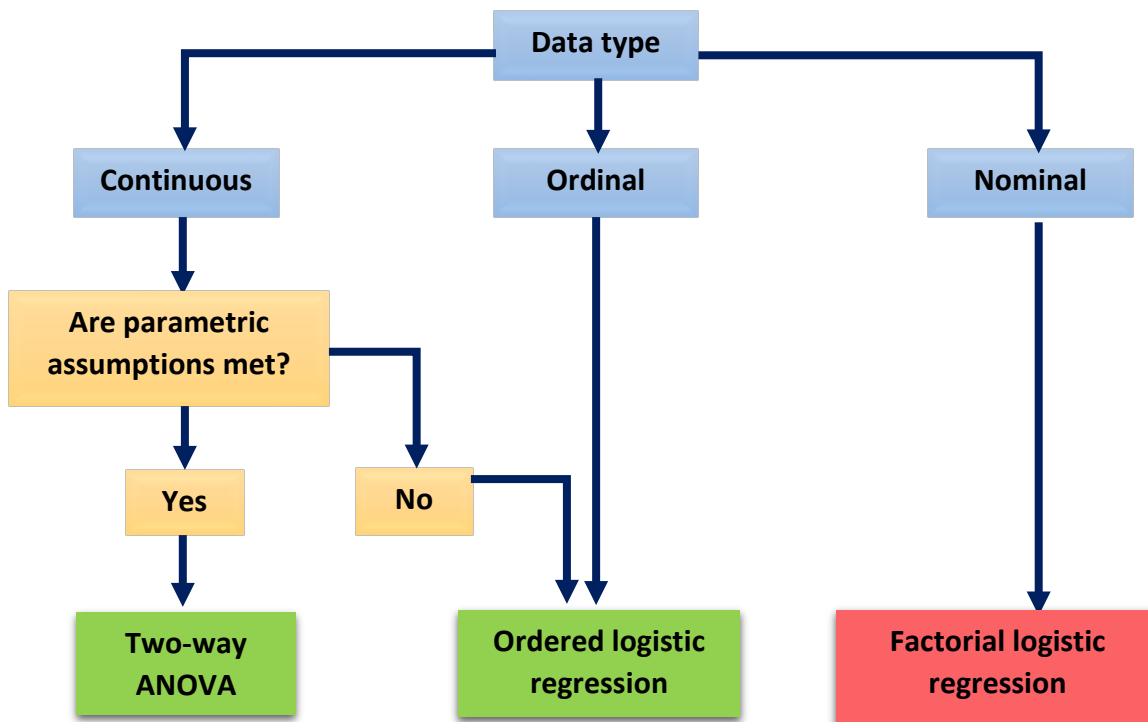 Data type
Continuous
Ordinal
Nominal
Are parametric
assumptions met?
Yes
No
Two-way
ANOVA
Ordered logistic
regression
Factorial logistic
regression